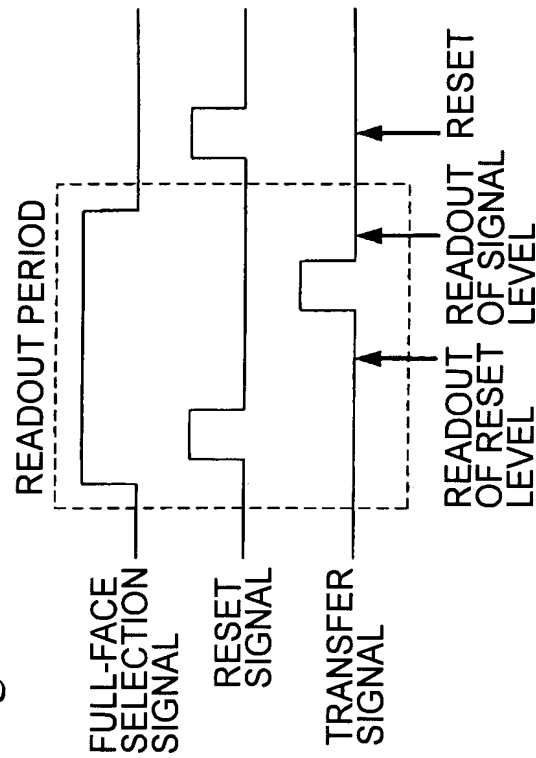 READOUT PERIOD
FULL-FACE
SELECTION
SIGNAL
RESET
SIGNAL
TRANSFER
SIGNAL
READOUT
OF RESET
LEVEL
READOUT
OF SIGNAL
LEVEL
RESET